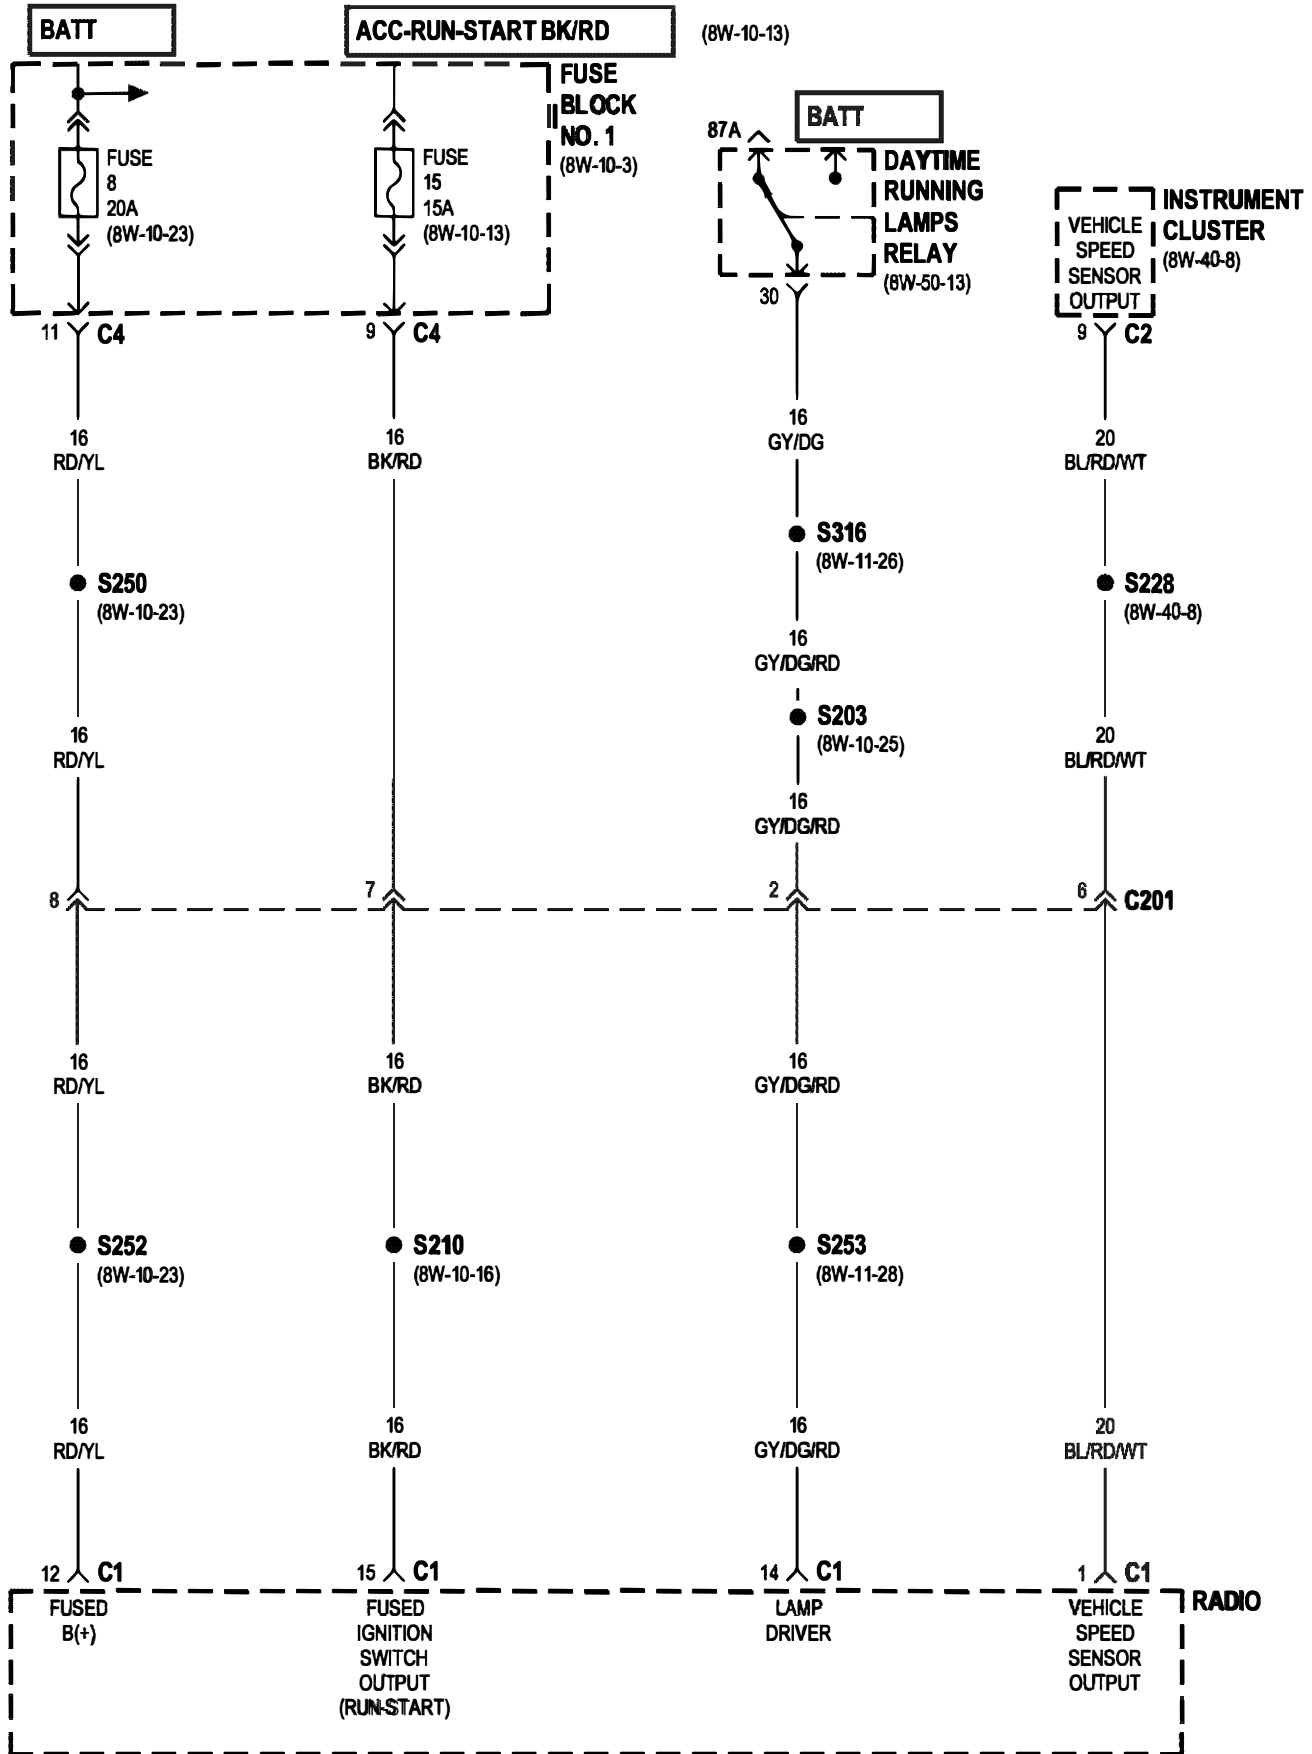 BATT
ACC-RUN-START BK/RD
(8W-10-13)
FUSE
BLOCK
NO. 1
(8W-10-3)
FUSE
8
20A
(8W-10-23)
FUSE
15
15A
(8W-10-13)
BATT
87A
DAYTIME
RUNNING
LAMPS
RELAY
(8W-50-13)
30
VEHICLE
SPEED
SENSOR
OUTPUT
INSTRUMENT
CLUSTER
(8W-40-8)
11 C4
9 C4
9 C2
16
RD/YL
16
BK/RD
16
GY/DG
20
BL/RD/WT
S250
(8W-10-23)
S316
(8W-11-26)
S228
(8W-40-8)
16
GY/DG/RD
S203
(8W-10-25)
16
RD/YL
16
GY/DG/RD
20
BL/RD/WT
8
7
2
6 C201
16
RD/YL
16
BK/RD
16
GY/DG/RD
S252
(8W-10-23)
S210
(8W-10-16)
S253
(8W-11-28)
16
RD/YL
16
BK/RD
16
GY/DG/RD
20
BL/RD/WT
12 C1
15 C1
14 C1
1 C1
RADIO
FUSED
B(+)
FUSED
IGNITION
SWITCH
OUTPUT
(RUN-START)
LAMP
DRIVER
VEHICLE
SPEED
SENSOR
OUTPUT